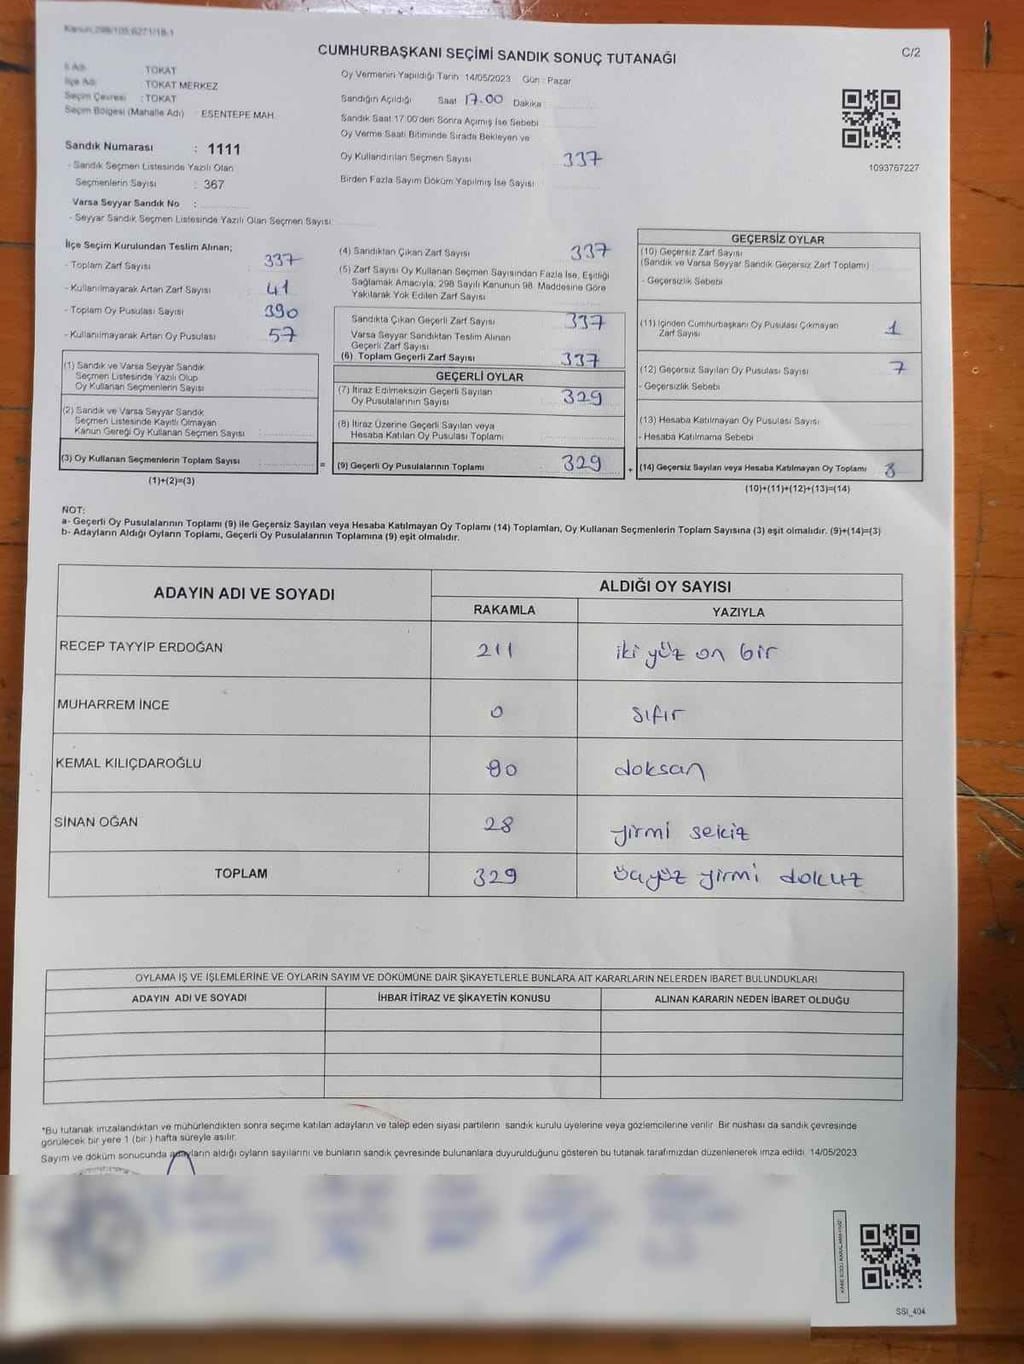 CUMHURBAŞKANI SEÇİMİ SANDIK SONUÇ TUTANAĞI
C/2
İl Adı : TOKAT
İlçe Adı : TOKAT MERKEZ
Seçim Çevresi : TOKAT
Seçim Bölgesi (Mahalle Adı) : ESENTEPE MAH.
Sandık Numarası : 1111
- Sandık Seçmen Listesinde Yazılı Olan
Seçmenlerin Sayısı : 367
Varsa Seyyar Sandık No :
- Seyyar Sandık Seçmen Listesinde Yazılı Olan Seçmen Sayısı:
Oy Vermenin Yapıldığı Tarih 14/05/2023 Gün : Pazar
Sandığın Açıldığı Saat 17.00 Dakika
Sandık Saat 17.00'den Sonra Açımış İse Sebebi
Oy Verme Saati Bitiminde Sırada Bekleyen ve
Oy Kullandırılan Seçmen Sayısı 337
Birden Fazla Sayım Döküm Yapılmış İse Sayısı
1093767227
İlçe Seçim Kurulundan Teslim Alınan;
- Toplam Zarf Sayısı 337
- Kullanılmayarak Artan Zarf Sayısı 41
- Toplam Oy Pusulası Sayısı 390
- Kullanılmayarak Artan Oy Pusulası 57
(1) Sandık ve Varsa Seyyar Sandık
Seçmen Listesinde Yazılı Olup
Oy Kullanan Seçmenlerin Sayısı
(2) Sandık ve Varsa Seyyar Sandık
Seçmen Listesinde Kayıtlı Olmayan
Kanun Gereği Oy Kullanan Seçmen Sayısı
(3) Oy Kullanan Seçmenlerin Toplam Sayısı =
(1)+(2)=(3)
(4) Sandıktan Çıkan Zarf Sayısı 337
(5) Zarf Sayısı Oy Kullanan Seçmen Sayısından Fazla İse, Eşitliği
Sağlamak Amacıyla; 298 Sayılı Kanunun 98. Maddesine Göre
Yakılarak Yok Edilen Zarf Sayısı
Sandıkta Çıkan Geçerli Zarf Sayısı 337
Varsa Seyyar Sandıktan Teslim Alınan
Geçerli Zarf Sayısı
(6) Toplam Geçerli Zarf Sayısı 337
GEÇERLİ OYLAR
(7) İtiraz Edilmeksizin Geçerli Sayılan
Oy Pusulalarının Sayısı 329
(8) İtiraz Üzerine Geçerli Sayılan veya
Hesaba Katılan Oy Pusulası Toplamı
(9) Geçerli Oy Pusulalarının Toplamı 329 +
GEÇERSİZ OYLAR
(10) Geçersiz Zarf Sayısı
(Sandık ve Varsa Seyyar Sandık Geçersiz Zarf Toplamı)
- Geçersizlik Sebebi
(11) İçinden Cumhurbaşkanı Oy Pusulası Çıkmayan
Zarf Sayısı 1
(12) Geçersiz Sayılan Oy Pusulası Sayısı 7
- Geçersizlik Sebebi
(13) Hesaba Katılmayan Oy Pusulası Sayısı
- Hesaba Katılmama Sebebi
(14) Geçersiz Sayılan veya Hesaba Katılmayan Oy Toplamı 8
(10)+(11)+(12)+(13)=(14)
NOT:
a- Geçerli Oy Pusulalarının Toplamı (9) ile Geçersiz Sayılan veya Hesaba Katılmayan Oy Toplamı (14) Toplamları, Oy Kullanan Seçmenlerin Toplam Sayısına (3) eşit olmalıdır. (9)+(14)=(3)
b- Adayların Aldığı Oyların Toplamı, Geçerli Oy Pusulalarının Toplamına (9) eşit olmalıdır.
ADAYIN ADI VE SOYADI
ALDIĞI OY SAYISI
RAKAMLA YAZIYLA
RECEP TAYYİP ERDOĞAN 211 iki yüz on bir
MUHARREM İNCE 0 sıfır
KEMAL KILIÇDAROĞLU 90 doksan
SİNAN OĞAN 28 yirmi sekiz
TOPLAM 329 üçyüz yirmi dokuz
OYLAMA İŞ VE İŞLEMLERİNE VE OYLARIN SAYIM VE DÖKÜMÜNE DAİR ŞİKAYETLERLE BUNLARA AİT KARARLARIN NELERDEN İBARET BULUNDUKLARI
ADAYIN ADI VE SOYADI İHBAR İTİRAZ VE ŞİKAYETİN KONUSU ALINAN KARARIN NEDEN İBARET OLDUĞU
*Bu tutanak imzalandıktan ve mühürlendikten sonra seçime katılan adayların ve talep eden siyasi partilerin sandık kurulu üyelerine veya gözlemcilerine verilir. Bir nüshası da sandık çevresinde
görülecek bir yere 1 (bir ) hafta süreyle asılır.
Sayım ve döküm sonucunda adayların aldığı oyların sayılarını ve bunların sandık çevresinde bulunanlara duyurulduğunu gösteren bu tutanak tarafımızdan düzenlenerek imza edildi. 14/05/2023
SSI_404